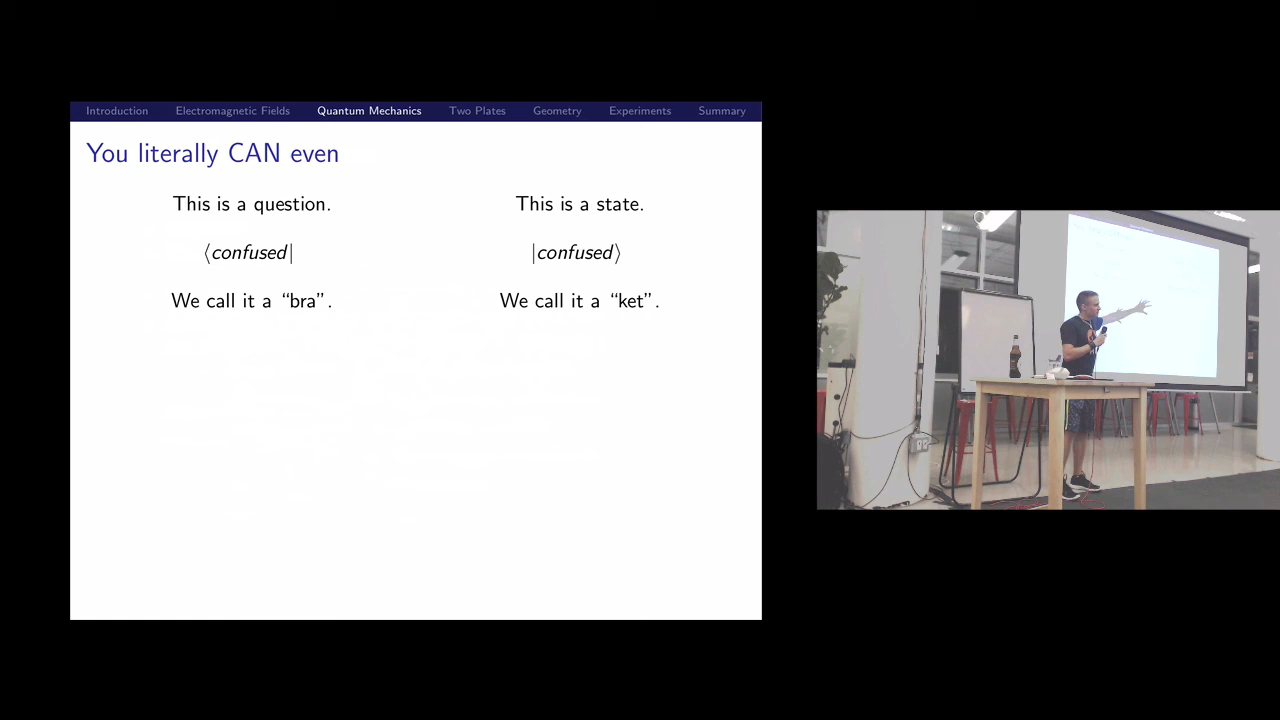 Introduction Electromagnetic Fields Quantum Mechanics Two Plates Geometry Experiments Summary
You literally CAN even
This is a question.
⟨confused|
We call it a “bra”.
This is a state.
|confused⟩
We call it a “ket”.